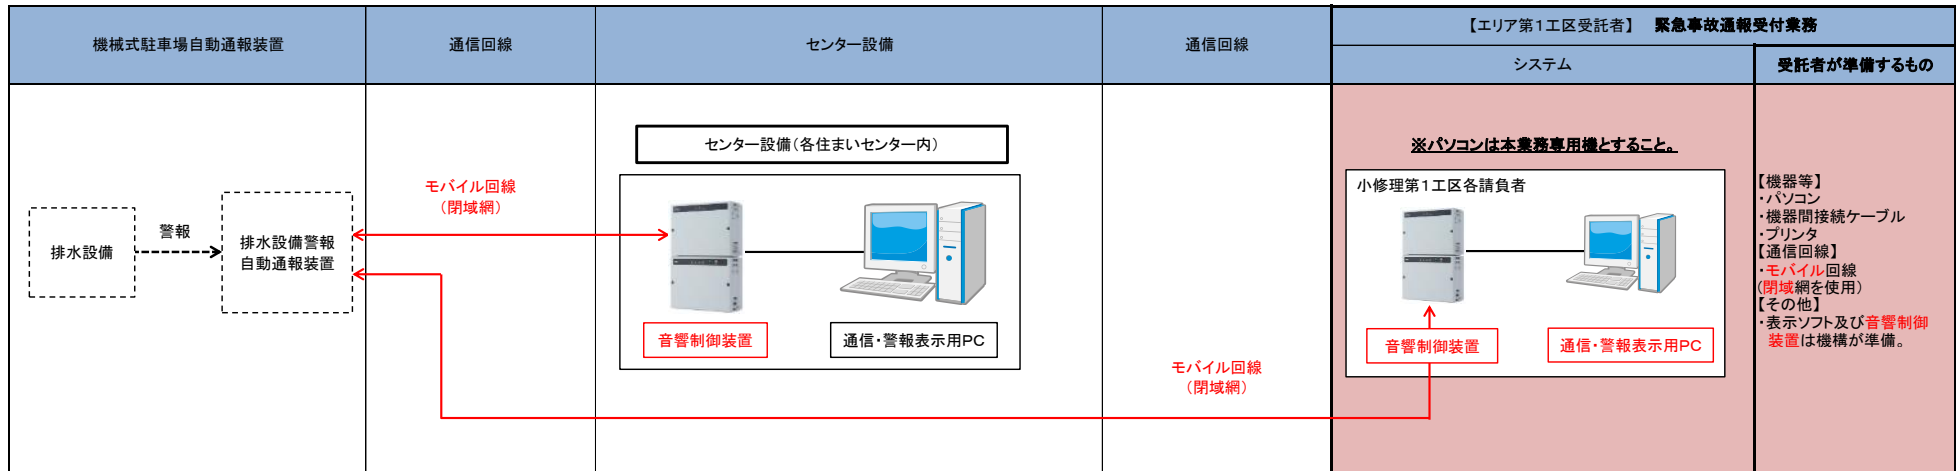 機械式駐車場自動通報装置
通信回線
センター設備
通信回線
【エリア第1工区受託者】 緊急事故通報受付業務
システム
受託者が準備するもの
排水設備
警報
排水設備警報
自動通報装置
モバイル回線
(閉域網)
センター設備(各住まいセンター内)
音響制御装置
通信・警報表示用PC
モバイル回線
(閉域網)
※パソコンは本業務専用機とすること。
小修理第1工区各請負者
音響制御装置
通信・警報表示用PC
【機器等】
・パソコン
・機器間接続ケーブル
・プリンタ
【通信回線】
・モバイル回線
(閉域網を使用)
【その他】
・表示ソフト及び音響制御
装置は機構が準備。